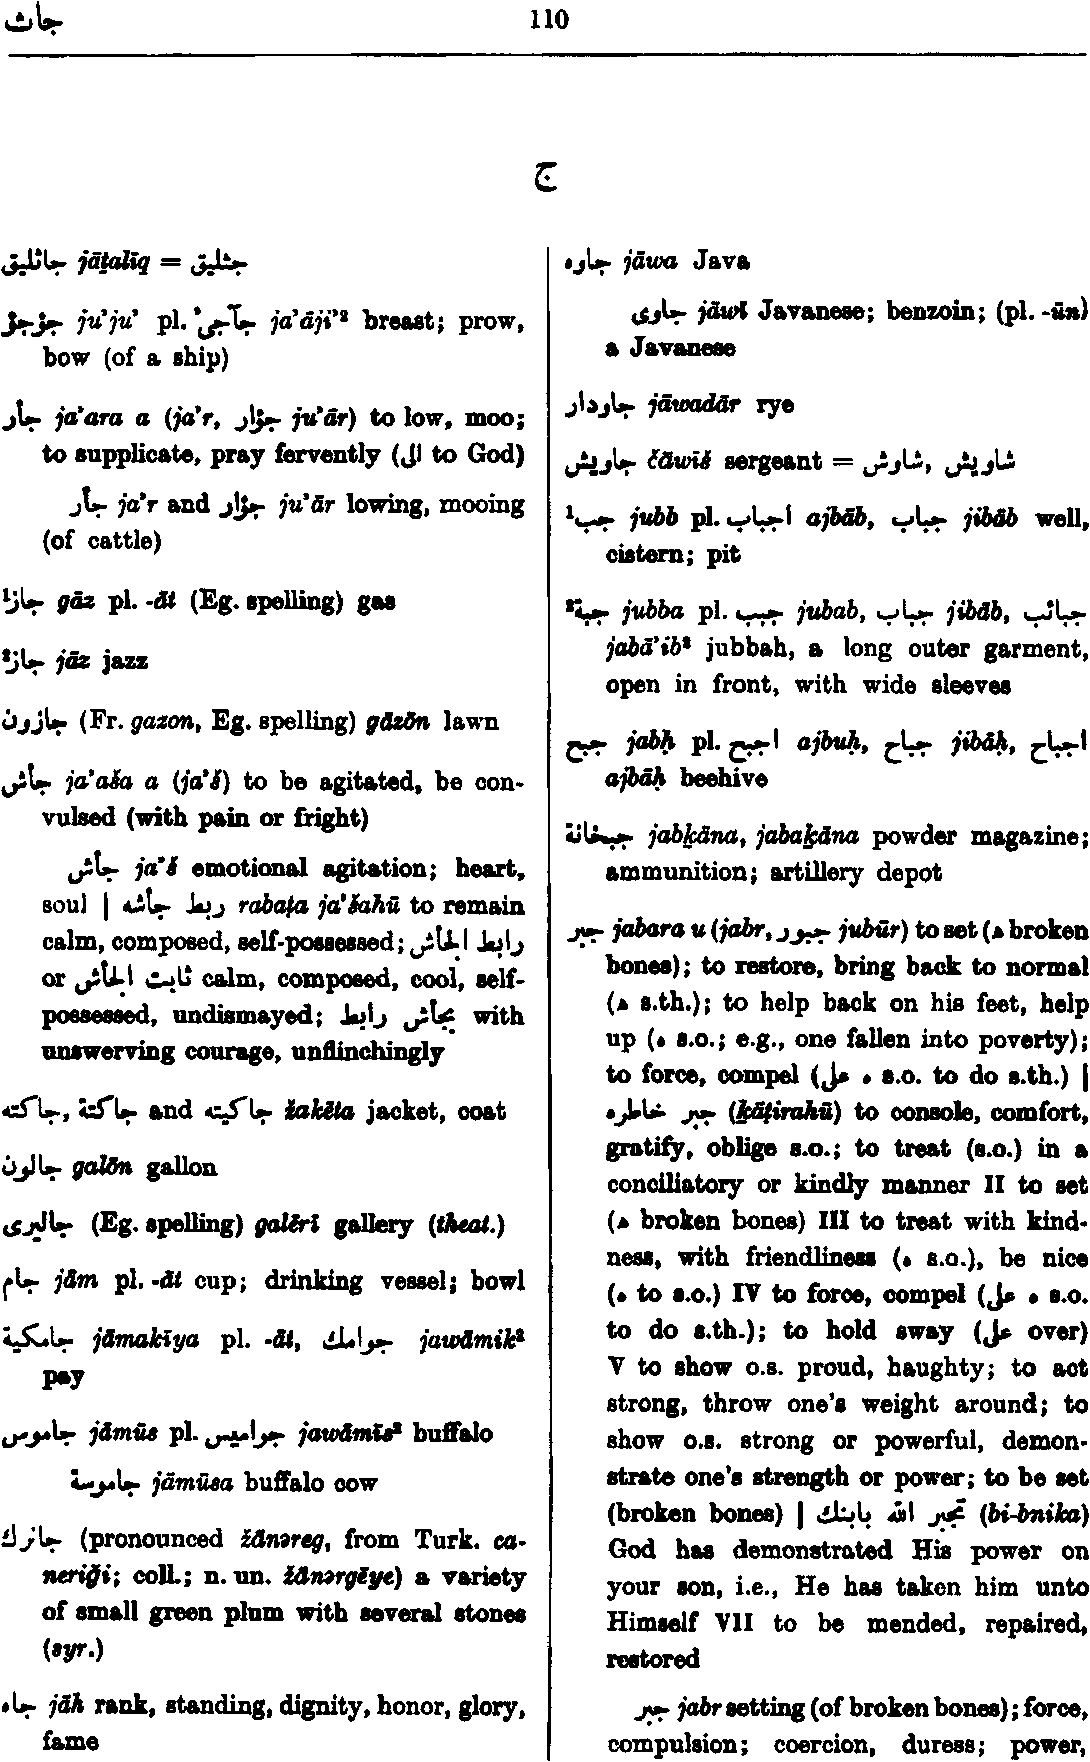 جاث
110
ج
جاثليق jāṯalīq = جثليق
جؤجؤ ju’ju’ pl. جآجئ ja’āji’² breast; prow,
bow (of a ship)
جأر ja’ara a (ja’r, جؤار ju’ār) to low, moo;
to supplicate, pray fervently (الى to God)
جأر ja’r and جؤار ju’ār lowing, mooing
(of cattle)
¹جاز gāz pl. -āt (Eg. spelling) gas
²جاز jāz jazz
جازون (Fr. gazon, Eg. spelling) gāzōn lawn
جأش ja’aša a (ja’š) to be agitated, be con-
vulsed (with pain or fright)
جأش ja’š emotional agitation; heart,
soul | ربط جأشه rabaṭa ja’šahū to remain
calm, composed, self-possessed; رابط الجأش
or ثابت الجأش calm, composed, cool, self-
possessed, undismayed; بجأش رابط with
unswerving courage, unflinchingly
جاكته, جاكتة and جاكيته žakēta jacket, coat
جالون galōn gallon
جاليرى (Eg. spelling) galērī gallery (theat.)
جام jām pl. -āt cup; drinking vessel; bowl
جامكية jāmakīya pl. -āt, جوامك jawāmik²
pay
جاموس jāmūs pl. جواميس jawāmīs² buffalo
جاموسة jāmūsa buffalo cow
جانرك (pronounced žānəreg, from Turk. ca-
neriği; coll.; n. un. žānərgēye) a variety
of small green plum with several stones
(syr.)
جاه jāh rank, standing, dignity, honor, glory,
fame
جاوه jāwa Java
جاوى jāwī Javanese; benzoin; (pl. -ūn)
a Javanese
جاودار jāwadār rye
جاويش čāwīš sergeant = شاويش, شاوش
¹جب jubb pl. اجباب ajbāb, جباب jibāb well,
cistern; pit
²جبة jubba pl. جبب jubab, جباب jibāb, جبائب
jabā’ib² jubbah, a long outer garment,
open in front, with wide sleeves
جبح jabḥ pl. اجبح ajbuḥ, جباح jibāḥ, اجباح
ajbāḥ beehive
جبخانة jabḵāna, jabaḵāna powder magazine;
ammunition; artillery depot
جبر jabara u (jabr, جبور jubūr) to set (ﻫ broken
bones); to restore, bring back to normal
(ﻫ s.th.); to help back on his feet, help
up (ه s.o.; e.g., one fallen into poverty);
to force, compel (ه على s.o. to do s.th.) |
جبر خاطره (ḵāṭirahū) to console, comfort,
gratify, oblige s.o.; to treat (s.o.) in a
conciliatory or kindly manner II to set
(ﻫ broken bones) III to treat with kind-
ness, with friendliness (ه s.o.), be nice
(ه to s.o.) IV to force, compel (ه على s.o.
to do s.th.); to hold sway (على over)
V to show o.s. proud, haughty; to act
strong, throw one’s weight around; to
show o.s. strong or powerful, demon-
strate one’s strength or power; to be set
(broken bones) | تجبر الله بابنك (bi-bnika)
God has demonstrated His power on
your son, i.e., He has taken him unto
Himself VII to be mended, repaired,
restored
جبر jabr setting (of broken bones); force,
compulsion; coercion, duress; power,